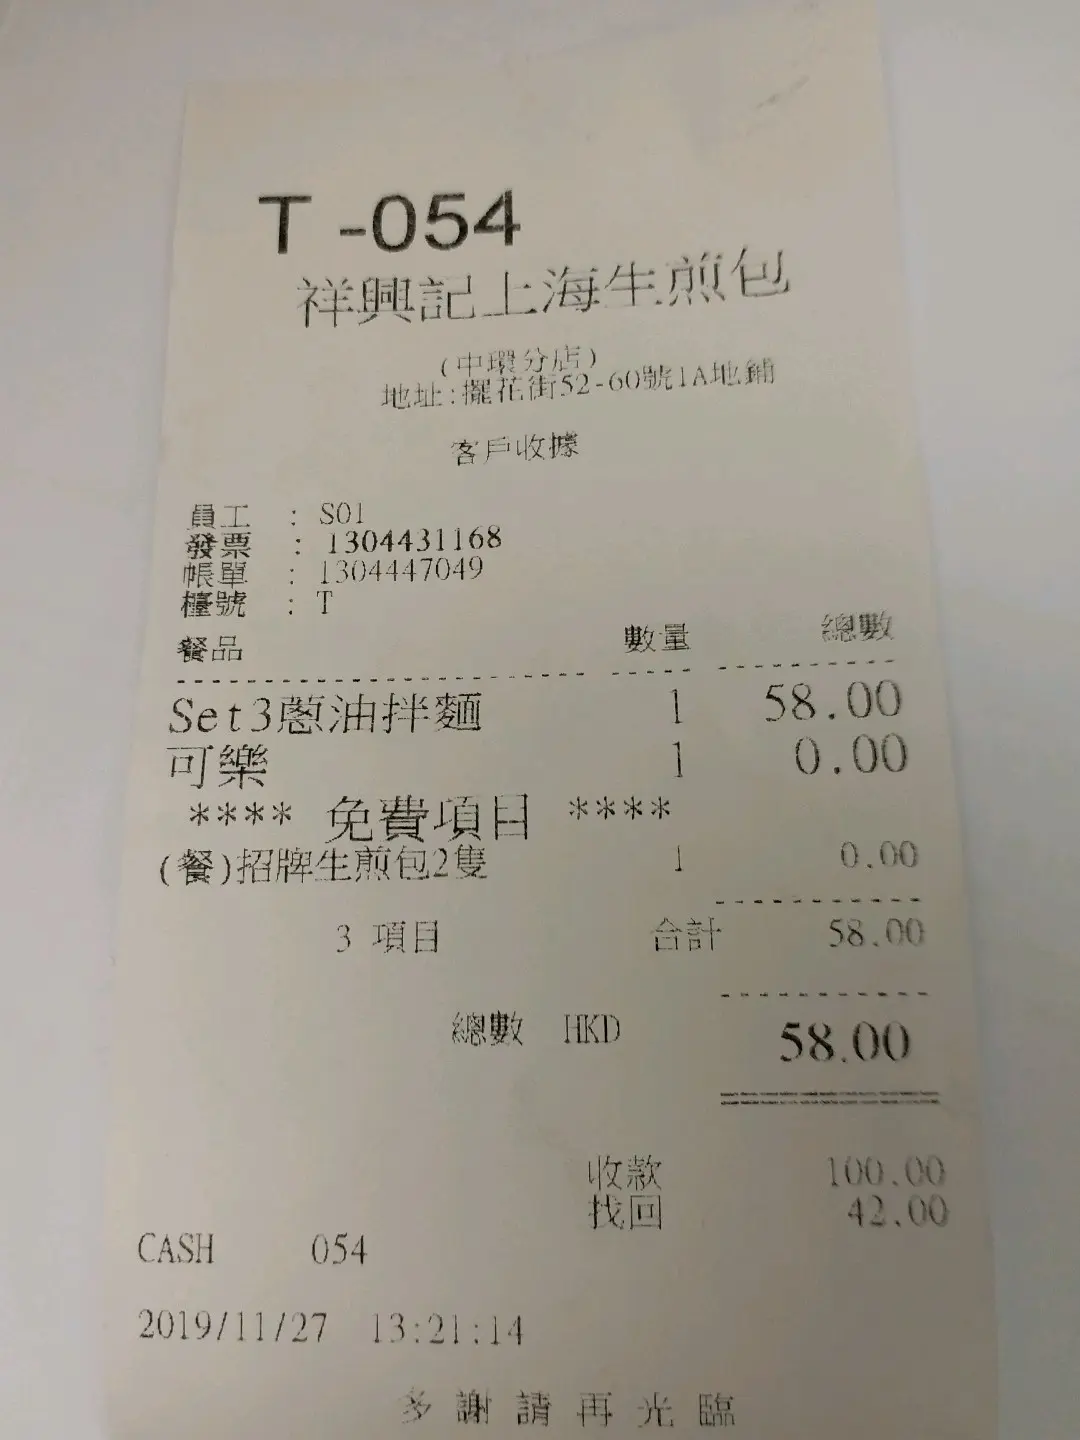 T -054
祥興記上海生煎包
(中環分店)
地址:擺花街52-60號1A地鋪
客戶收據
員工 : S01
發票 : 1304431168
帳單 : 1304447049
檯號 : T
餐品 數量 總數
Set3蔥油拌麵 1 58.00
可樂 1 0.00
**** 免費項目 ****
(餐)招牌生煎包2隻 1 0.00
3 項目 合計 58.00
總數 HKD 58.00
收款 100.00
找回 42.00
CASH 054
2019/11/27 13:21:14
多謝請再光臨